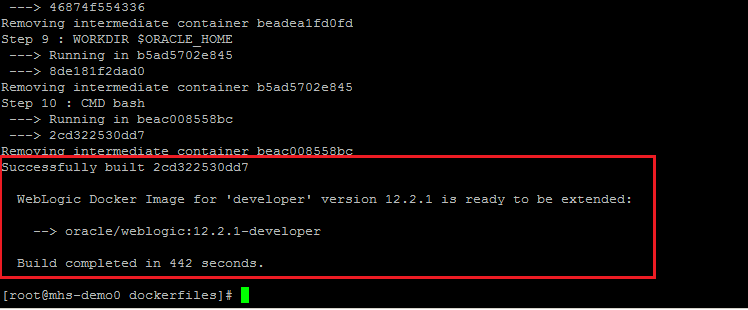 ---> 46874f554336
Removing intermediate container beadea1fd0fd
Step 9 : WORKDIR $ORACLE_HOME
---> Running in b5ad5702e845
---> 8de181f2dad0
Removing intermediate container b5ad5702e845
Step 10 : CMD bash
---> Running in beac008558bc
---> 2cd322530dd7
Removing intermediate container beac008558bc
Successfully built 2cd322530dd7
WebLogic Docker Image for 'developer' version 12.2.1 is ready to be extended:
--> oracle/weblogic:12.2.1-developer
Build completed in 442 seconds.
[root@mhs-demo0 dockerfiles]#